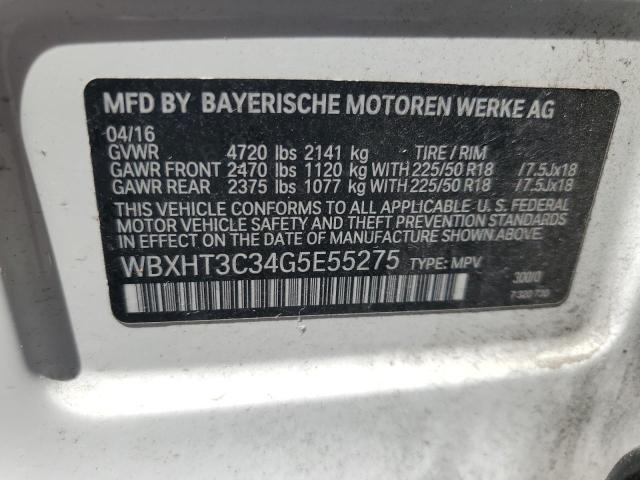 MFD BY BAYERISCHE MOTOREN WERKE AG
04/16
GVWR 4720 lbs 2141 kg TIRE / RIM
GAWR FRONT 2470 lbs 1120 kg WITH 225/50 R18 /7.5Jx18
GAWR REAR 2375 lbs 1077 kg WITH 225/50 R18 /7.5Jx18
THIS VEHICLE CONFORMS TO ALL APPLICABLE U. S. FEDERAL
MOTOR VEHICLE SAFETY AND THEFT PREVENTION STANDARDS
IN EFFECT ON THE DATE OF MANUFACTURE SHOWN ABOVE.
WBXHT3C34G5E55275 TYPE: MPV
300/0